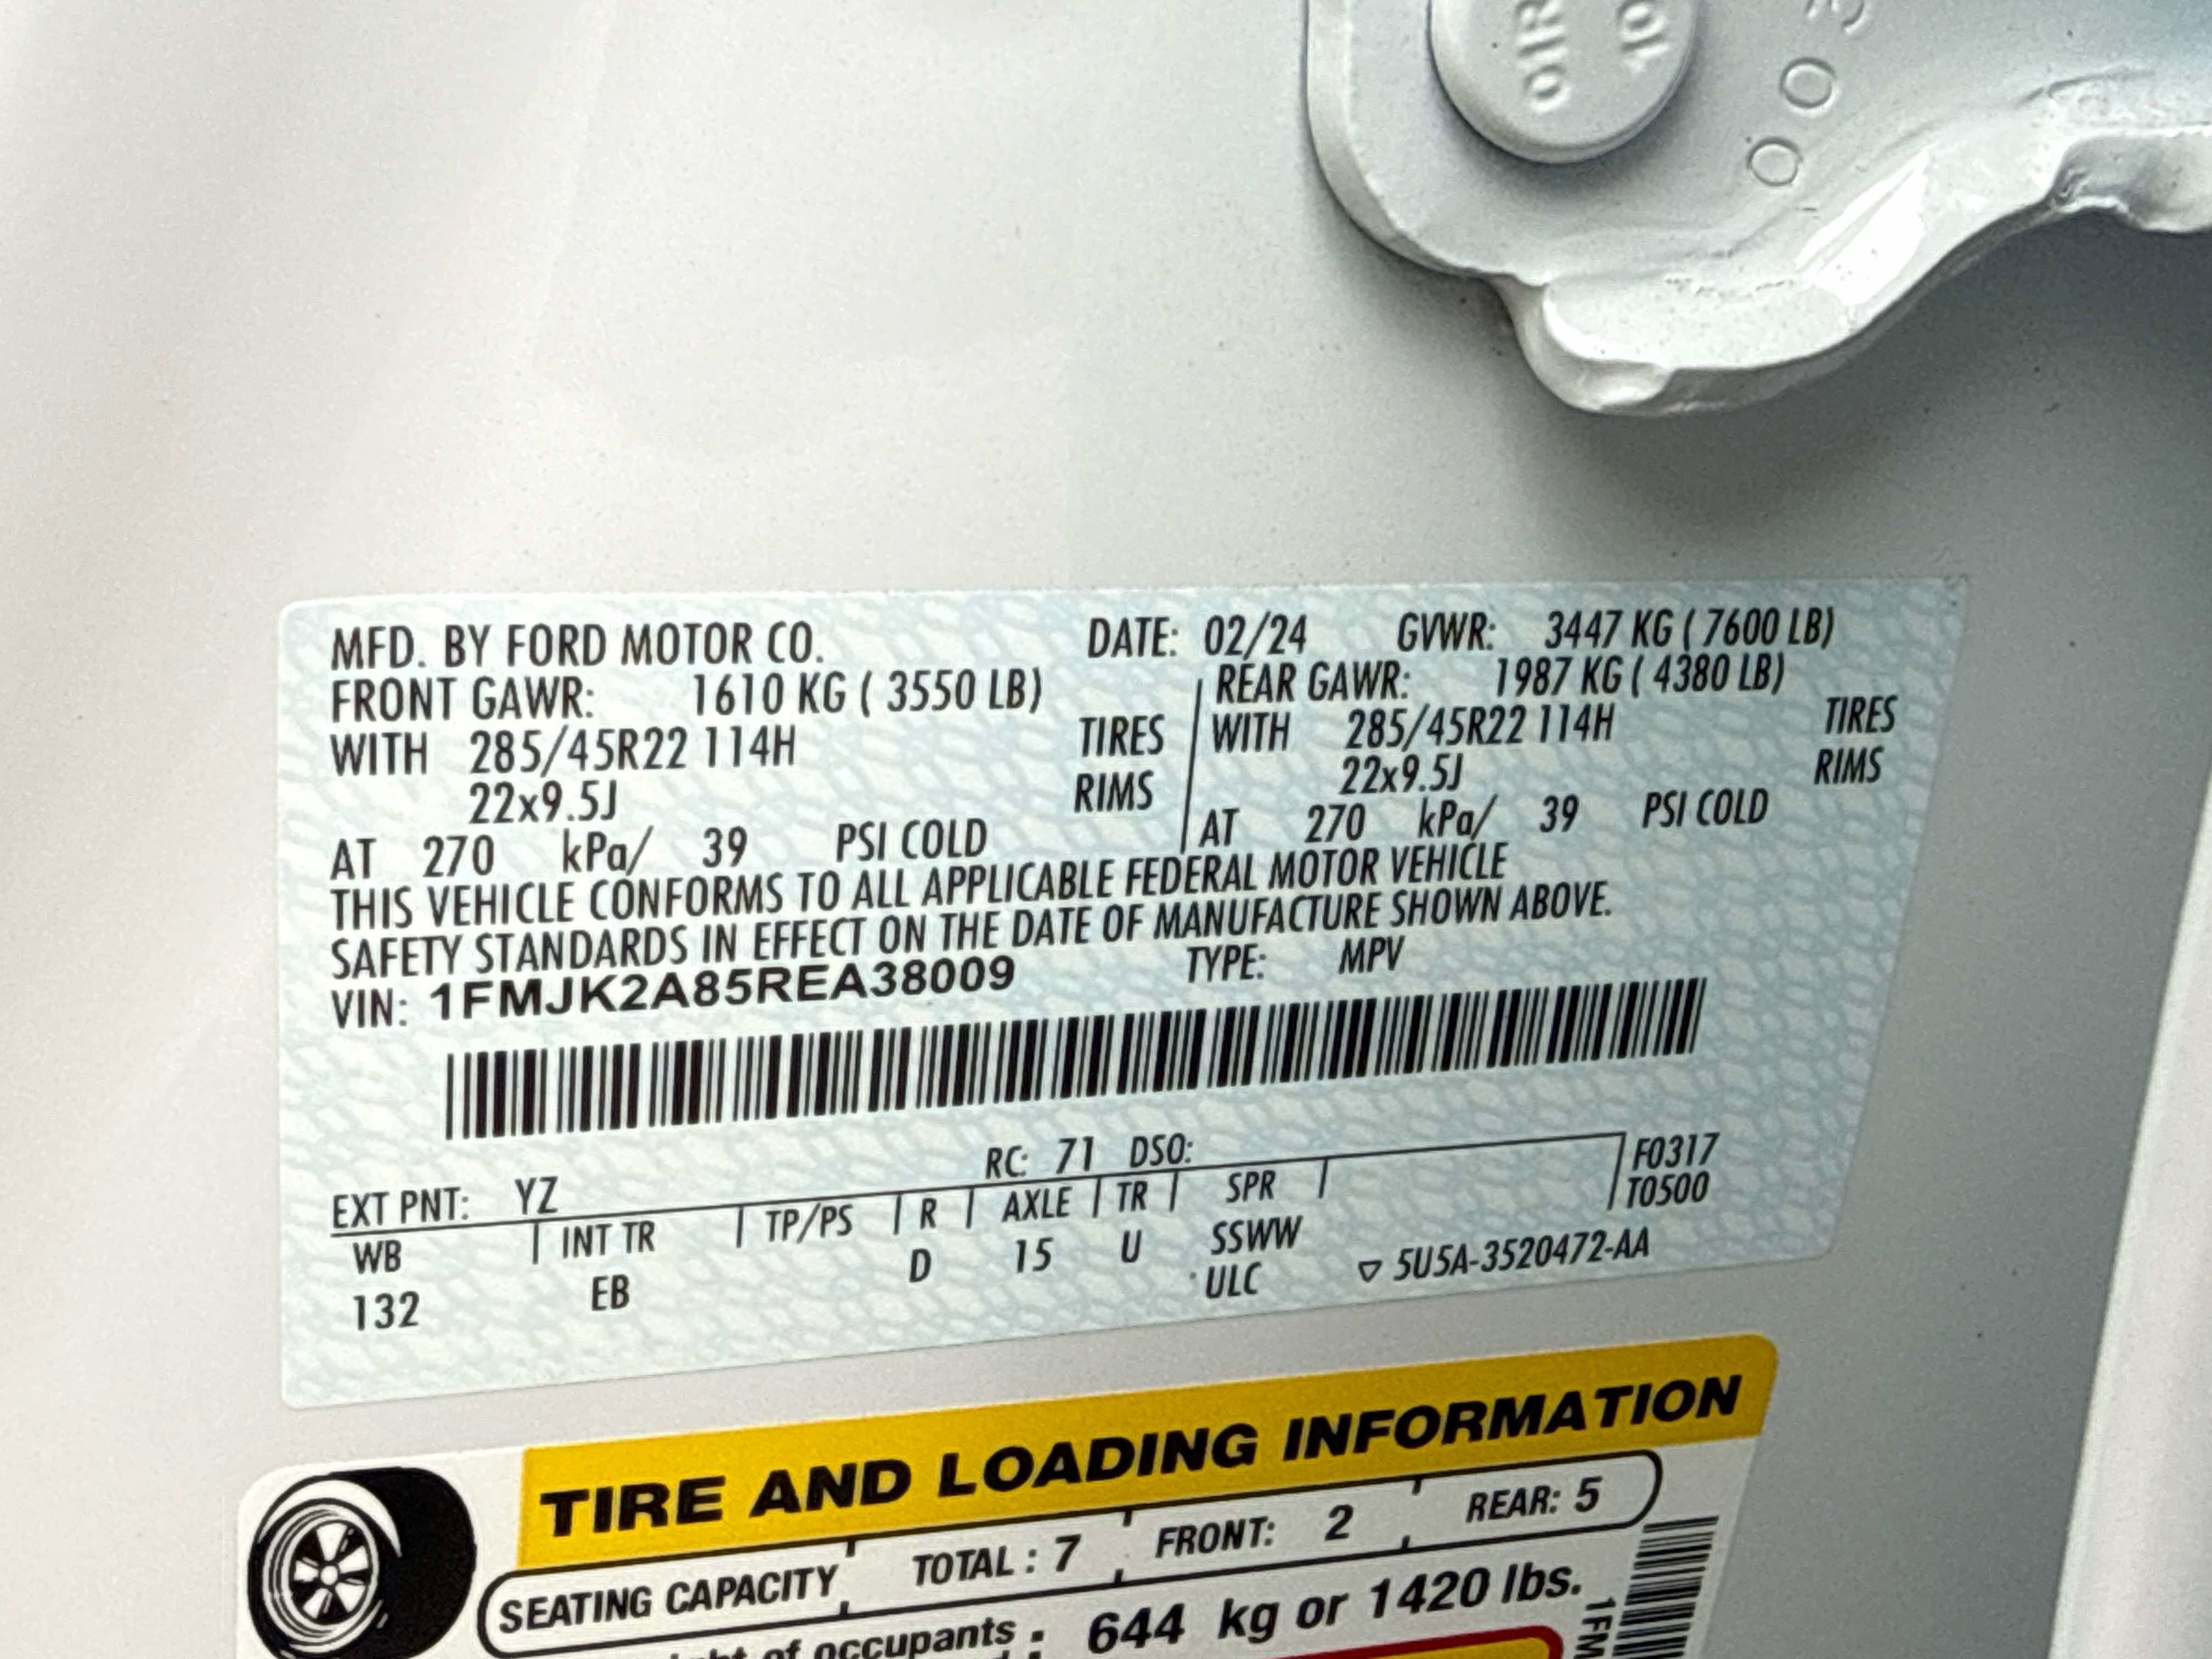 OIR
10
3
O
O
MFD. BY FORD MOTOR CO. DATE: 02/24 GVWR: 3447 KG ( 7600 LB)
FRONT GAWR: 1610 KG ( 3550 LB) REAR GAWR: 1987 KG ( 4380 LB)
WITH 285/45R22 114H TIRES WITH 285/45R22 114H TIRES
22x9.5J RIMS 22x9.5J RIMS
AT 270 kPa/ 39 PSI COLD AT 270 kPa/ 39 PSI COLD
THIS VEHICLE CONFORMS TO ALL APPLICABLE FEDERAL MOTOR VEHICLE
SAFETY STANDARDS IN EFFECT ON THE DATE OF MANUFACTURE SHOWN ABOVE.
VIN: 1FMJK2A85REA38009 TYPE: MPV
EXT PNT: YZ RC: 71 DSO: F0317
WB INT TR TP/PS R AXLE TR SPR T0500
132 EB D 15 U SSWW
ULC ▽ 5U5A-3520472-AA
TIRE AND LOADING INFORMATION
SEATING CAPACITY TOTAL : 7 FRONT: 2 REAR: 5
of occupants : 644 kg or 1420 lbs.
1FM